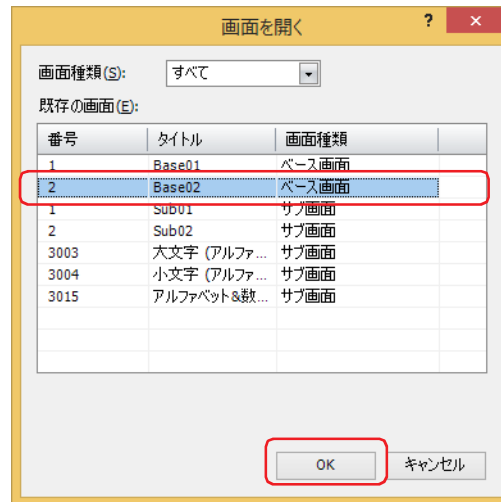 画面を開く ? ×
画面種類(S): すべて
既存の画面(E):
番号 タイトル 画面種類
1 Base01 ベース画面
2 Base02 ベース画面
1 Sub01 サブ画面
2 Sub02 サブ画面
3003 大文字 (アルファ... サブ画面
3004 小文字 (アルファ... サブ画面
3015 アルファベット&数... サブ画面
OK キャンセル